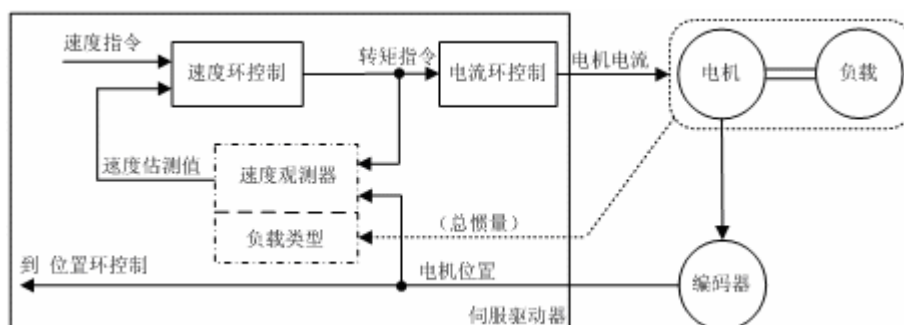 速度指令
速度环控制
转矩指令
电流环控制
电机电流
电机
负载
速度估测值
速度观测器
负载类型
（总惯量）
到 位置环控制
电机位置
编码器
伺服驱动器